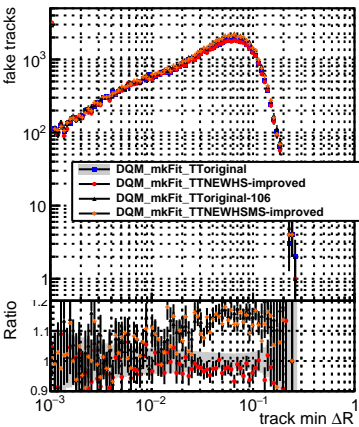 fake tracks
10³
10²
10
1
DQM_mkFit_TToriginal
DQM_mkFit_TTNEWHS-improved
DQM_mkFit_TToriginal-106
DQM_mkFit_TTNEWHSMS-improved
Ratio
1.2
1.1
1.0
0.9
10⁻³ 10⁻² 10⁻¹ 1
track min ΔR